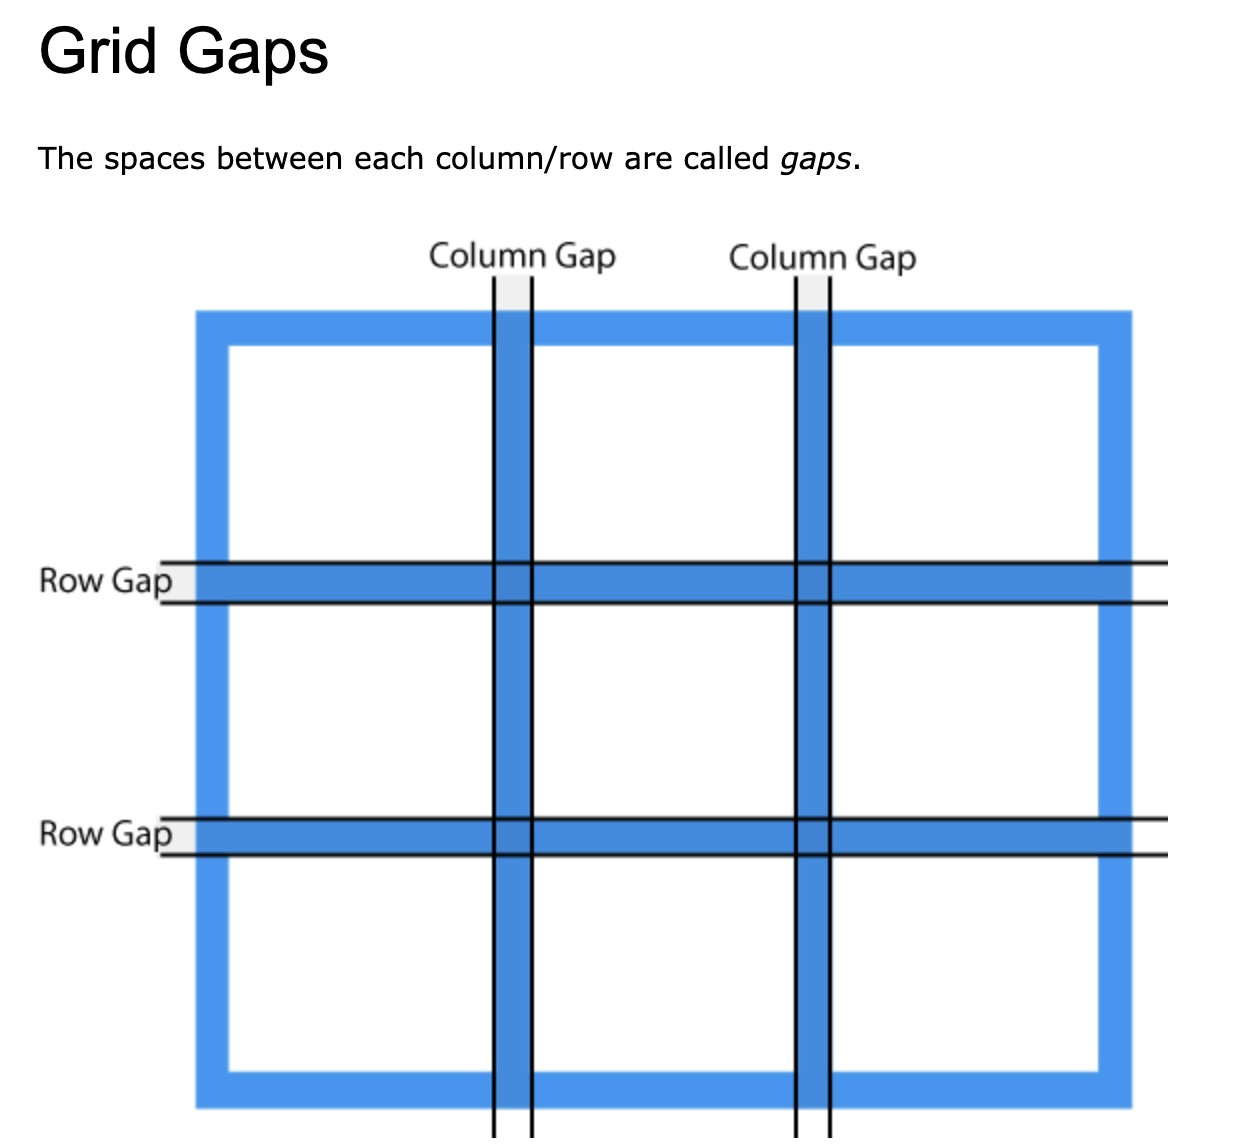 Grid Gaps
The spaces between each column/row are called gaps.
Column Gap Column Gap
Row Gap
Row Gap